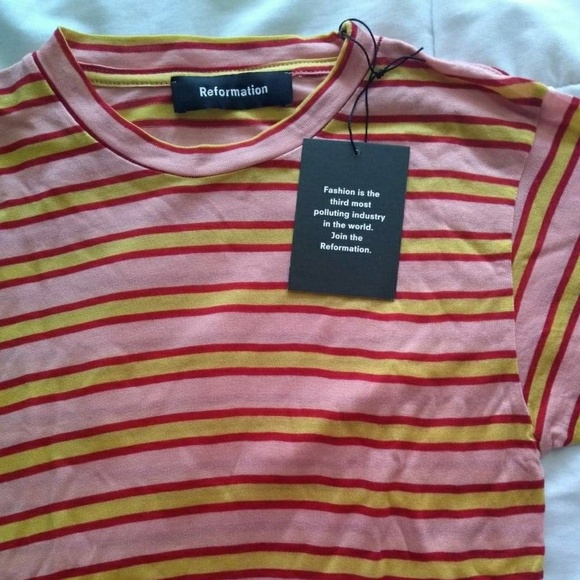 Reformation
Fashion is the
third most
polluting industry
in the world.
Join the
Reformation.